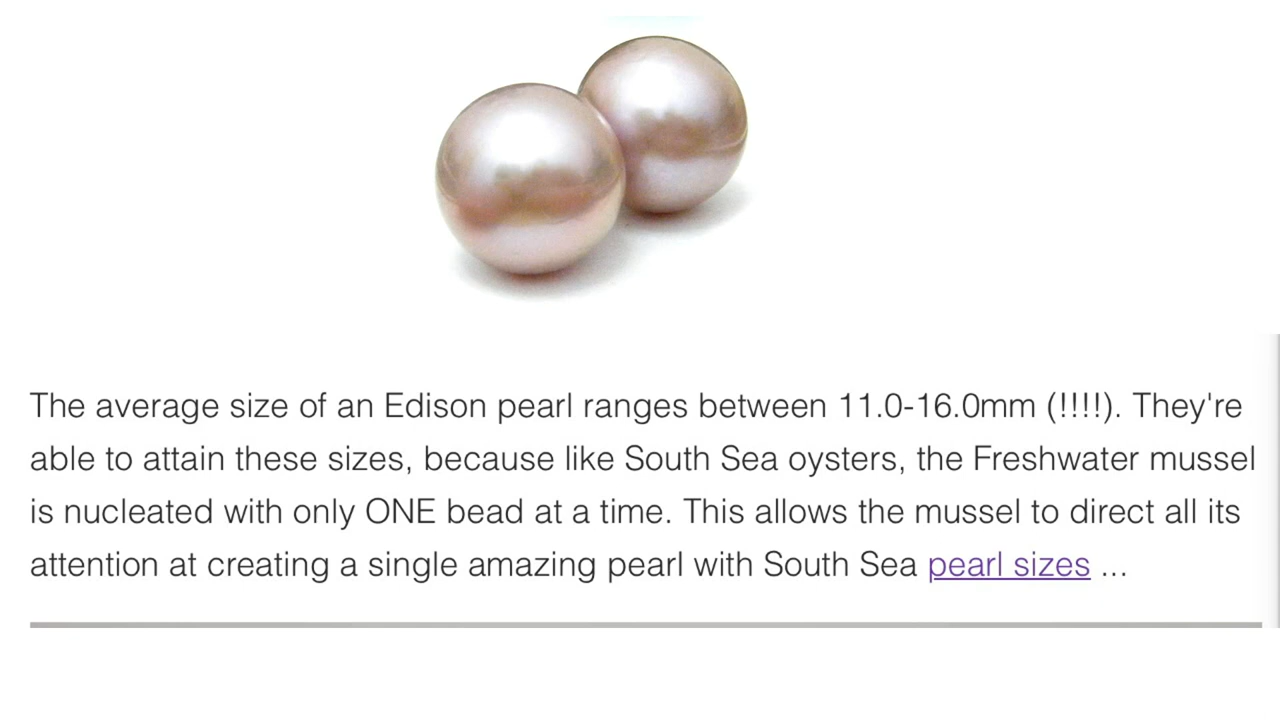 The average size of an Edison pearl ranges between 11.0-16.0mm (!!!!). They're
able to attain these sizes, because like South Sea oysters, the Freshwater mussel
is nucleated with only ONE bead at a time. This allows the mussel to direct all its
attention at creating a single amazing pearl with South Sea pearl sizes ...